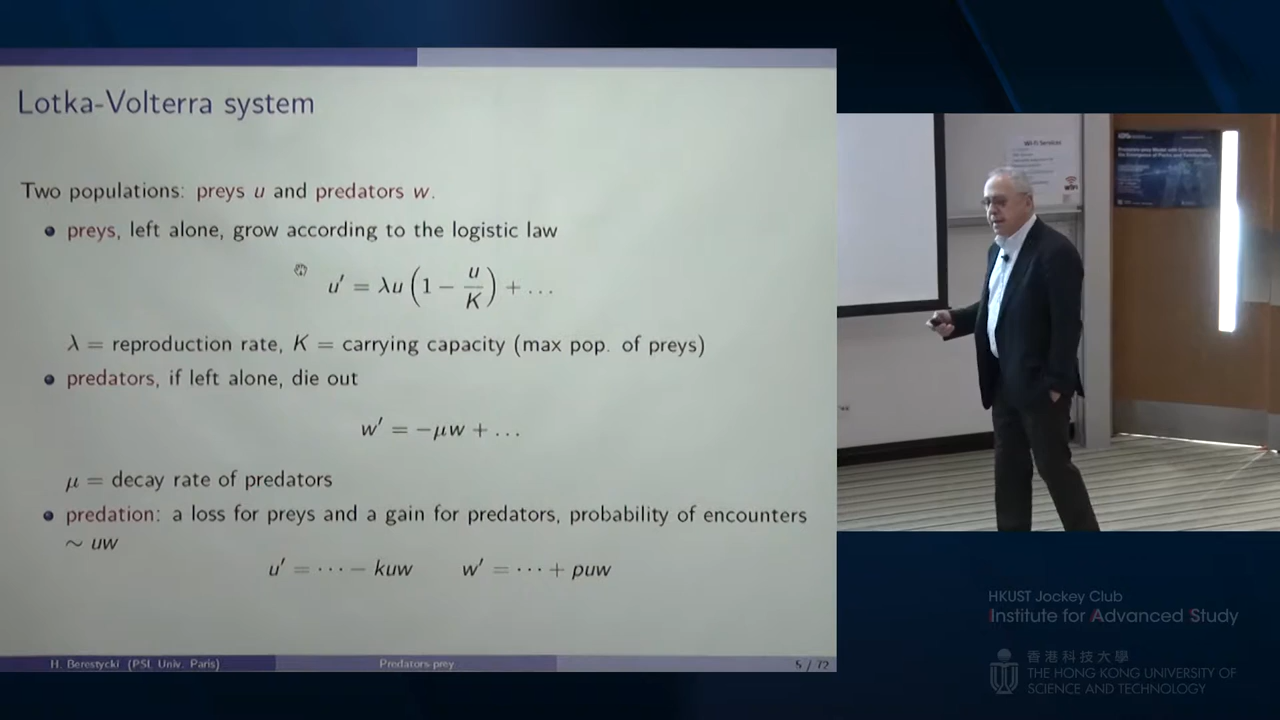 Lotka-Volterra system
Two populations: preys u and predators w.
• preys, left alone, grow according to the logistic law
u′ = λu (1 − u/K) + …
λ = reproduction rate, K = carrying capacity (max pop. of preys)
• predators, if left alone, die out
w′ = −μw + …
μ = decay rate of predators
• predation: a loss for preys and a gain for predators, probability of encounters
∼ uw
u′ = ⋯ − kuw w′ = ⋯ + puw
H. Berestycki (PSL Univ. Paris) Predators-prey 5 / 72
Wi-Fi Services
HKUST Jockey Club
Institute for Advanced Study
香港科技大學
THE HONG KONG UNIVERSITY OF
SCIENCE AND TECHNOLOGY